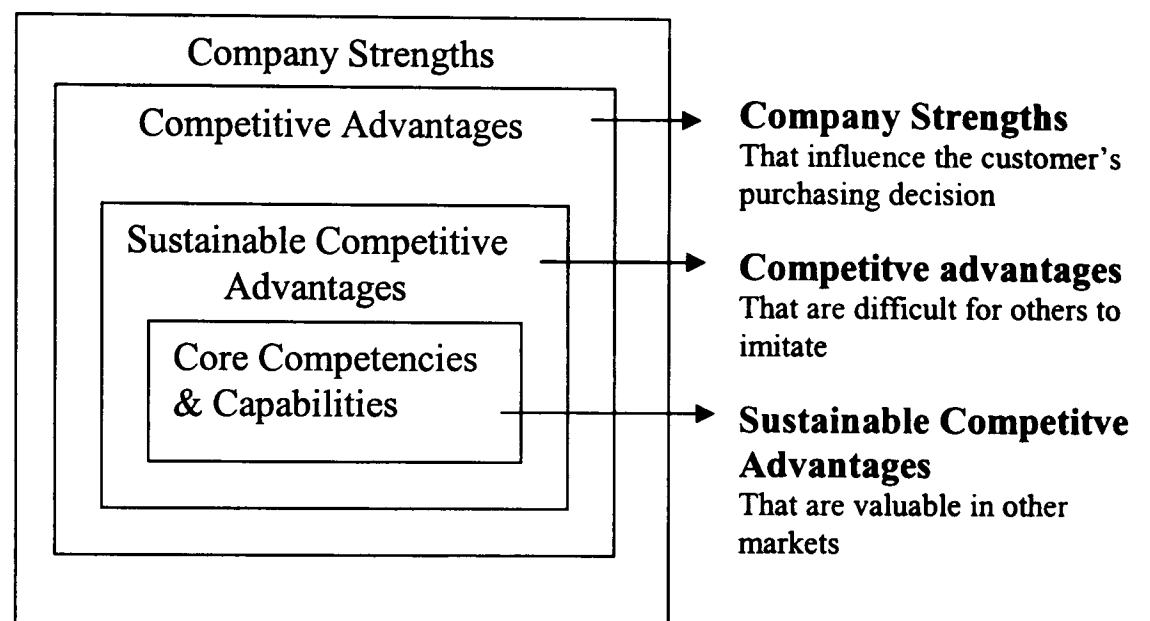 Company Strengths
Competitive Advantages
Sustainable Competitive
Advantages
Core Competencies
& Capabilities
Company Strengths
That influence the customer's
purchasing decision
Competitve advantages
That are difficult for others to
imitate
Sustainable Competitve
Advantages
That are valuable in other
markets